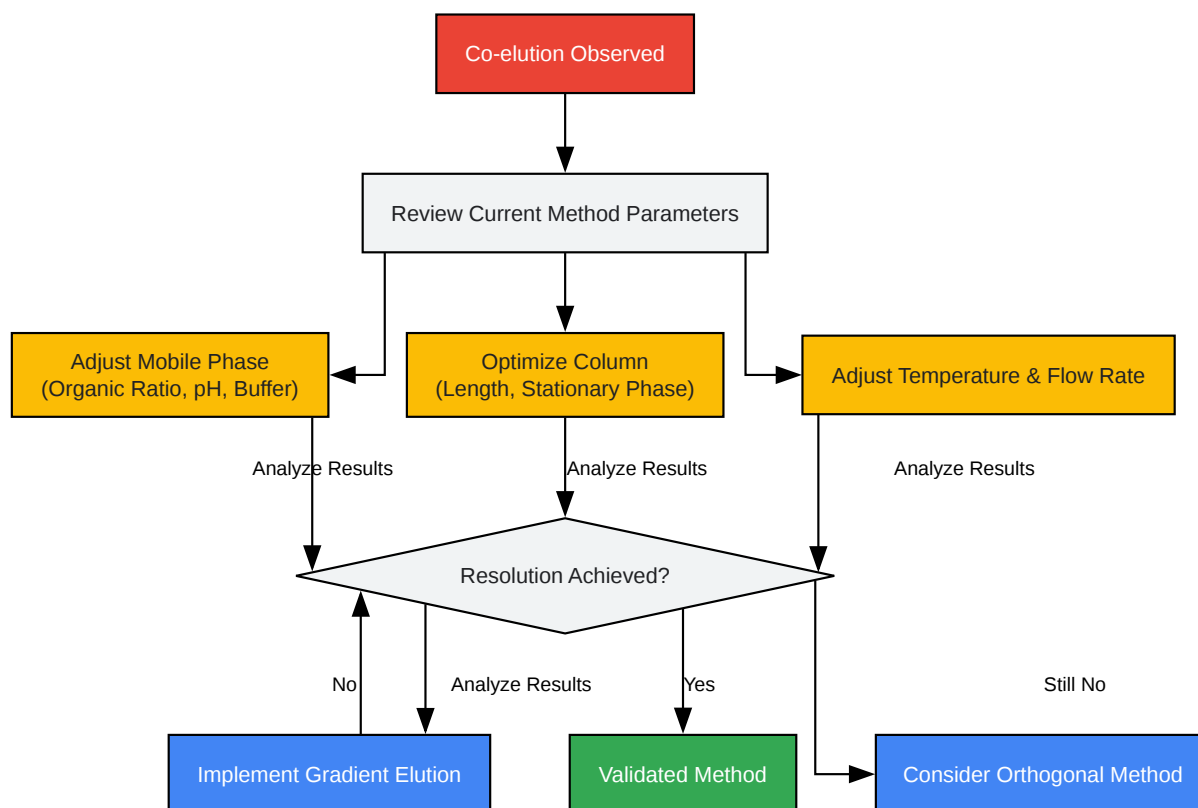 Co-elution Observed
Review Current Method Parameters
Adjust Mobile Phase
(Organic Ratio, pH, Buffer)
Optimize Column
(Length, Stationary Phase)
Adjust Temperature & Flow Rate
Analyze Results
Analyze Results
Analyze Results
Resolution Achieved?
No
Analyze Results
Yes
Still No
Implement Gradient Elution
Validated Method
Consider Orthogonal Method